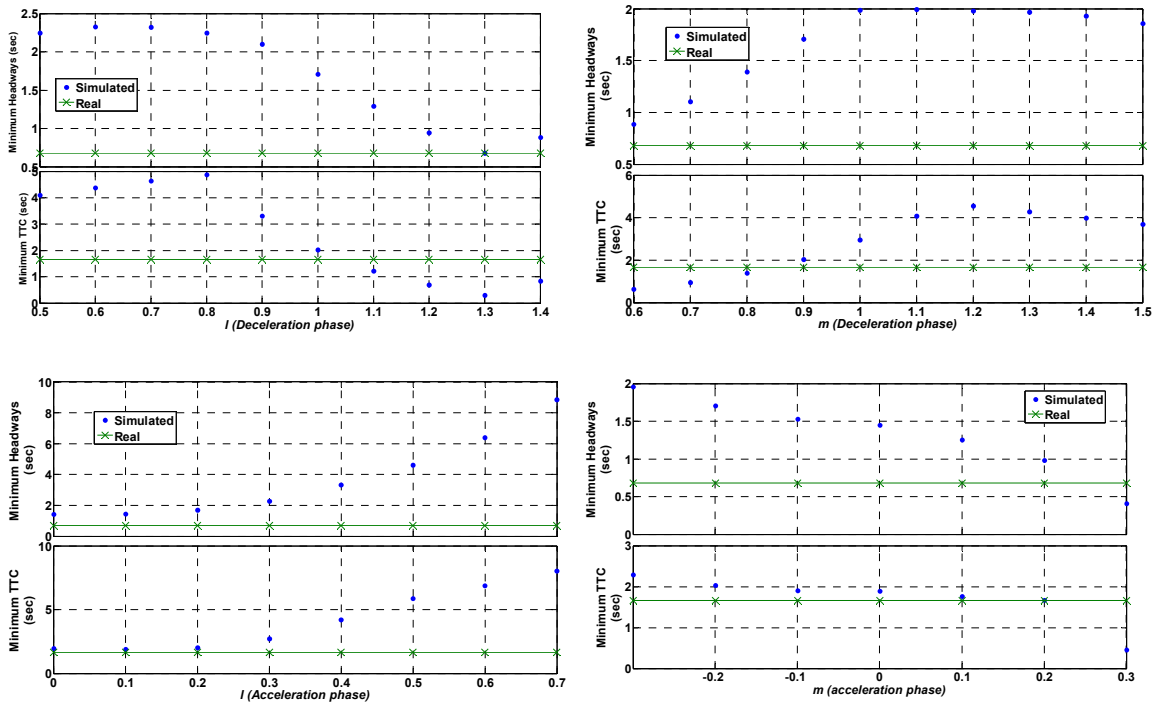 Minimum Headways (sec)
2.5
2
1.5
1
0.5
Simulated
Real
Minimum TTC (sec)
5
4
3
2
1
0
0.5 0.6 0.7 0.8 0.9 1 1.1 1.2 1.3 1.4
l (Deceleration phase)
Minimum Headways
(sec)
2
1.5
1
0.5
Simulated
Real
Minimum TTC
(sec)
6
4
2
0
0.6 0.7 0.8 0.9 1 1.1 1.2 1.3 1.4 1.5
m (Deceleration phase)
Minimum Headways
(sec)
10
8
6
4
2
0
Simulated
Real
Minimum TTC
(sec)
10
5
0
0 0.1 0.2 0.3 0.4 0.5 0.6 0.7
l (Acceleration phase)
Minimum Headways
(sec)
2
1.5
1
0.5
0
Simulated
Real
Minimum TTC
(sec)
3
2
1
0
-0.2 -0.1 0 0.1 0.2 0.3
m (acceleration phase)